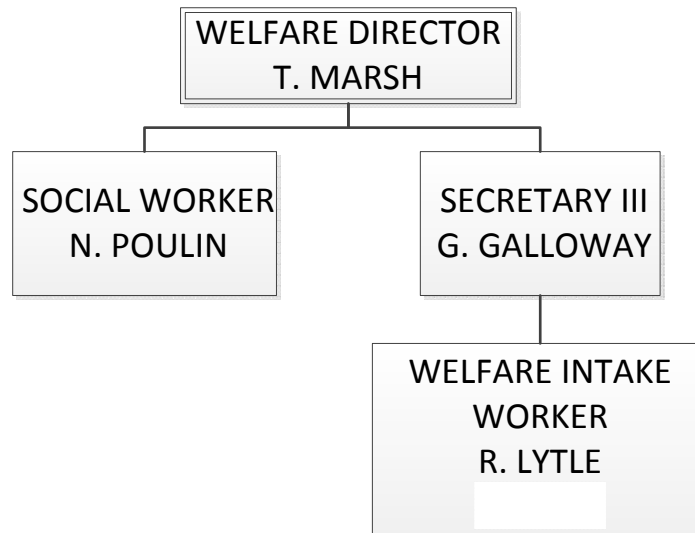 WELFARE DIRECTOR
T. MARSH
SOCIAL WORKER
N. POULIN
SECRETARY III
G. GALLOWAY
WELFARE INTAKE
WORKER
R. LYTLE